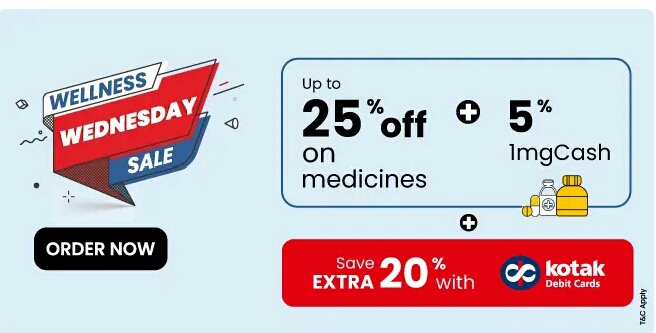 WELLNESS
WEDNESDAY
SALE
ORDER NOW
Up to
25% off
on
medicines
+
5%
1mgCash
+
Save
EXTRA 20% with
kotak
Debit Cards
T&C Apply